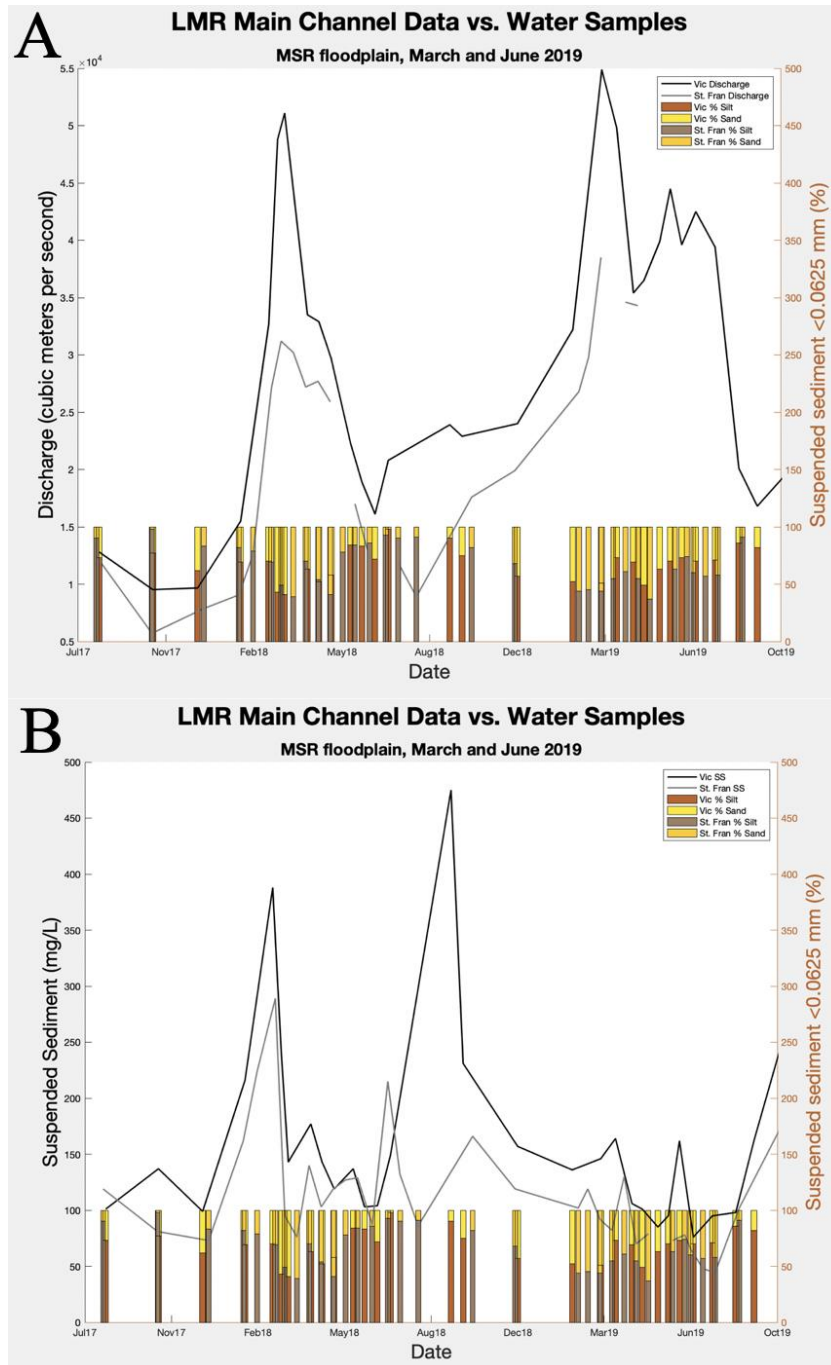 A
LMR Main Channel Data vs. Water Samples
MSR floodplain, March and June 2019
×10⁴
5.5
5
4.5
4
3.5
3
2.5
2
1.5
1
0.5
Discharge (cubic meters per second)
500
450
400
350
300
250
200
150
100
50
0
Suspended sediment <0.0625 mm (%)
Vic Discharge
St. Fran Discharge
Vic % Silt
Vic % Sand
St. Fran % Silt
St. Fran % Sand
Jul17 Nov17 Feb18 May18 Aug18 Dec18 Mar19 Jun19 Oct19
Date
B
LMR Main Channel Data vs. Water Samples
MSR floodplain, March and June 2019
500
450
400
350
300
250
200
150
100
50
0
Suspended Sediment (mg/L)
500
450
400
350
300
250
200
150
100
50
0
Suspended sediment <0.0625 mm (%)
Vic SS
St. Fran SS
Vic % Silt
Vic % Sand
St. Fran % Silt
St. Fran % Sand
Jul17 Nov17 Feb18 May18 Aug18 Dec18 Mar19 Jun19 Oct19
Date